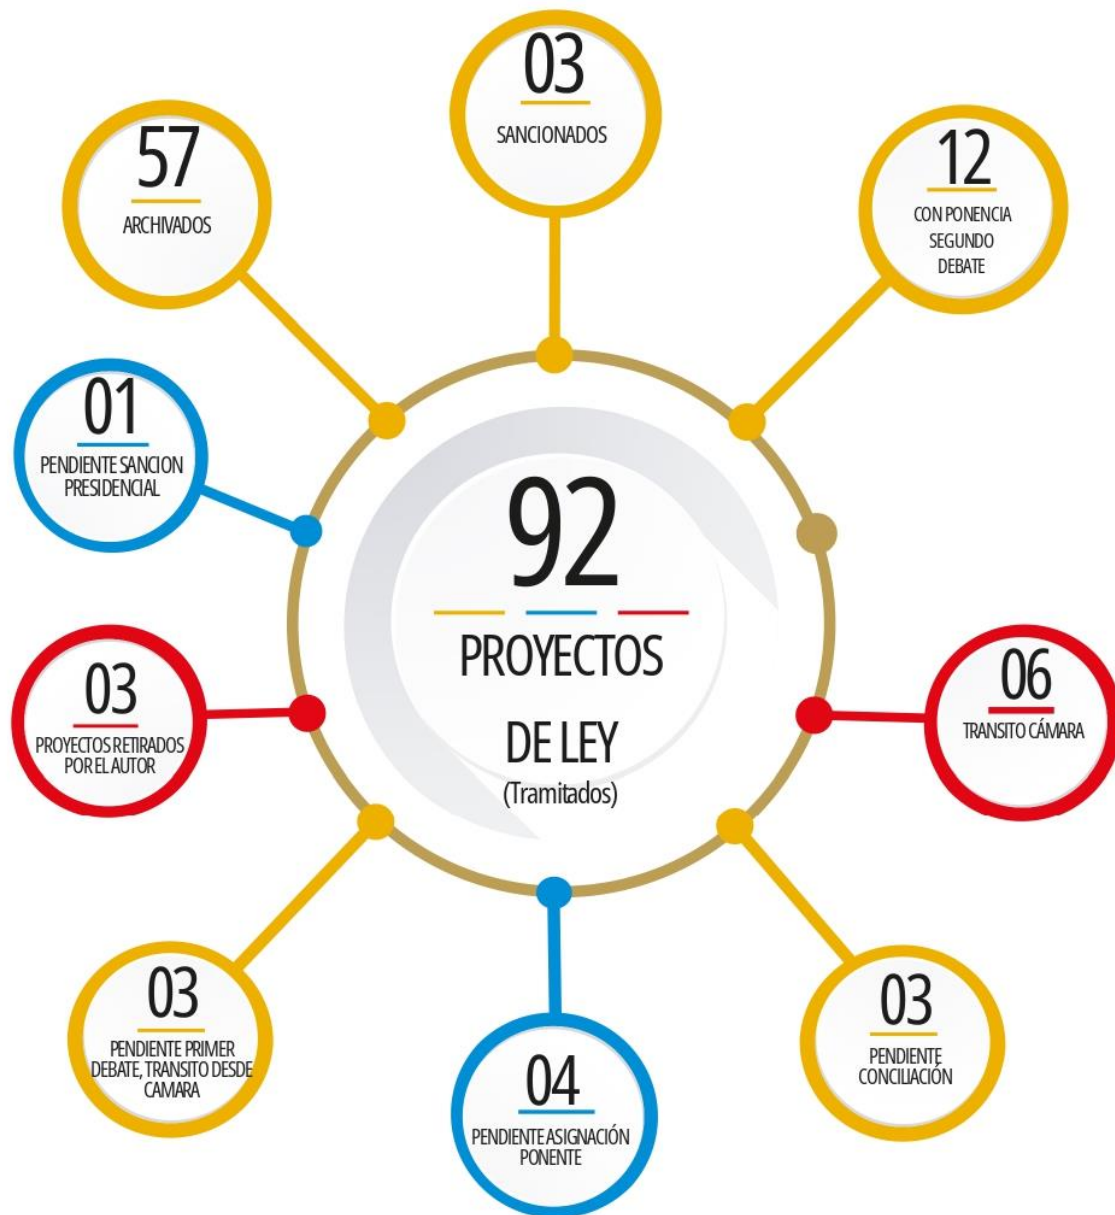 03
SANCIONADOS
57
ARCHIVADOS
12
CON PONENCIA
SEGUNDO
DEBATE
01
PENDIENTE SANCION
PRESIDENCIAL
92
PROYECTOS
DE LEY
(Tramitados)
03
PROYECTOS RETIRADOS
POR EL AUTOR
06
TRANSITO CÁMARA
03
PENDIENTE PRIMER
DEBATE, TRANSITO DESDE
CAMARA
04
PENDIENTE ASIGNACIÓN
PONENTE
03
PENDIENTE
CONCILIACIÓN